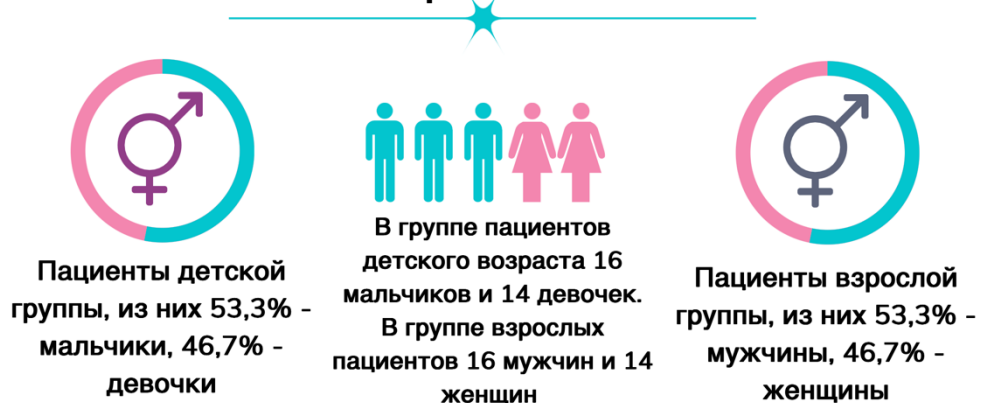 Пациенты детской
группы, из них 53,3% -
мальчики, 46,7% -
девочки
В группе пациентов
детского возраста 16
мальчиков и 14 девочек.
В группе взрослых
пациентов 16 мужчин и 14
женщин
Пациенты взрослой
группы, из них 53,3% -
мужчины, 46,7% -
женщины